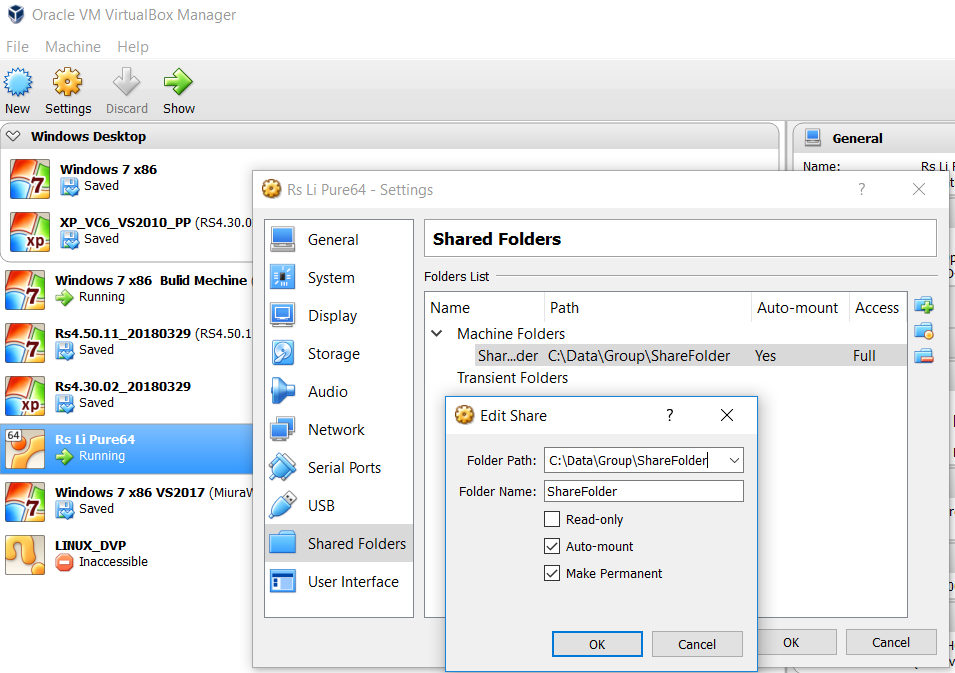 Oracle VM VirtualBox Manager
File Machine Help
New Settings Discard Show
Windows Desktop
Windows 7 x86
Saved
XP_VC6_VS2010_PP (RS4.30.0
Saved
Windows 7 x86 Bulid Mechine (
Running
Rs4.50.11_20180329 (RS4.50.1
Saved
Rs4.30.02_20180329
Saved
64
Rs Li Pure64
Running
Windows 7 x86 VS2017 (MiuraW
Saved
LINUX_DVP
Inaccessible
General
Name: Rs Li
Rs Li Pure64 - Settings
General
System
Display
Storage
Audio
Network
Serial Ports
USB
Shared Folders
User Interface
Shared Folders
Folders List
Name Path Auto-mount Access
Machine Folders
Shar...der C:\Data\Group\ShareFolder Yes Full
Transient Folders
Edit Share
Folder Path: C:\Data\Group\ShareFolder
Folder Name: ShareFolder
Read-only
Auto-mount
Make Permanent
OK Cancel
OK Cancel